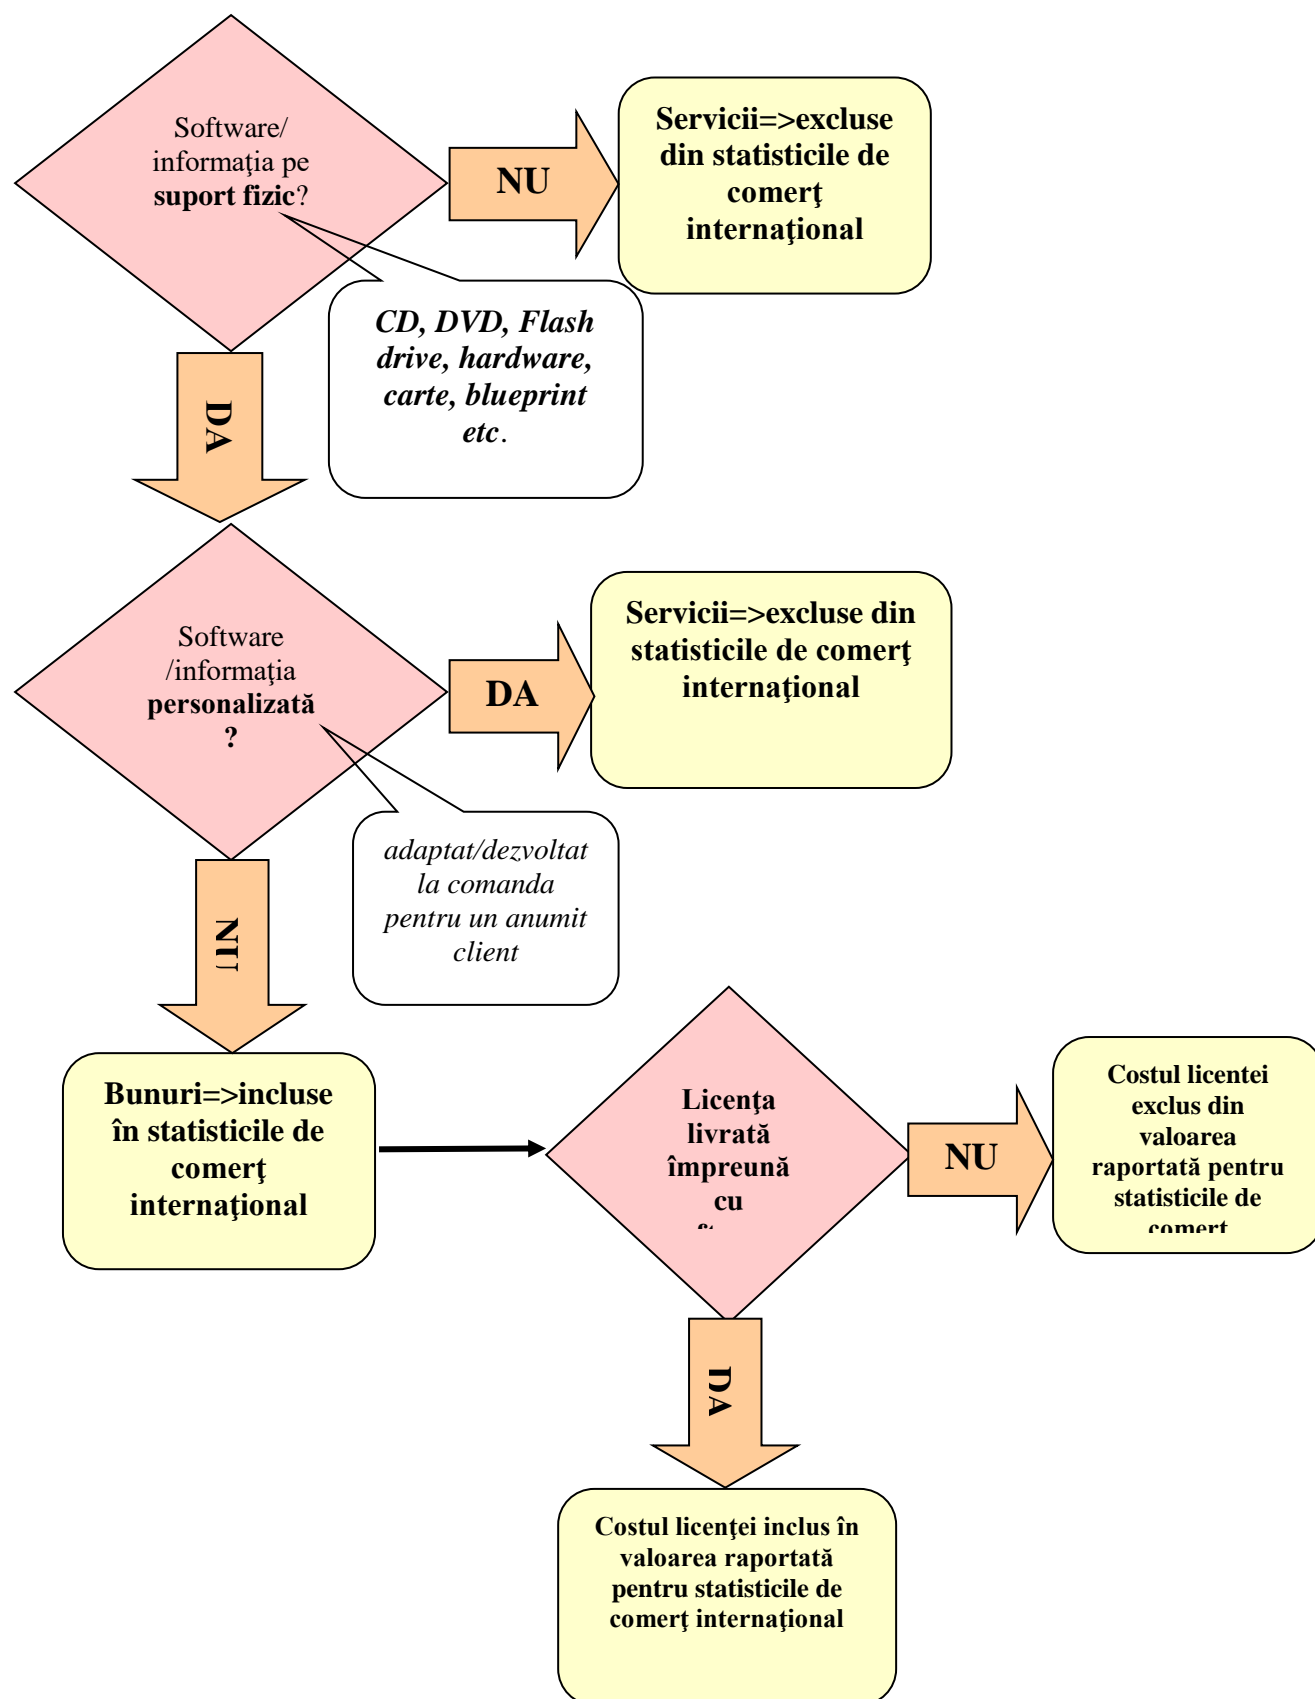 Software/
informaţia pe
suport fizic?
NU
Servicii=>excluse
din statisticile de
comerţ
internaţional
CD, DVD, Flash
drive, hardware,
carte, blueprint
etc.
DA
Software
/informaţia
personalizată
?
DA
Servicii=>excluse din
statisticile de comerţ
internaţional
adaptat/dezvoltat
la comanda
pentru un anumit
client
NU
Bunuri=>incluse
în statisticile de
comerţ
internaţional
Licenţa
livrată
împreună
cu
NU
Costul licentei
exclus din
valoarea
raportată pentru
statisticile de
comerţ
DA
Costul licenţei inclus în
valoarea raportată
pentru statisticile de
comerţ internaţional